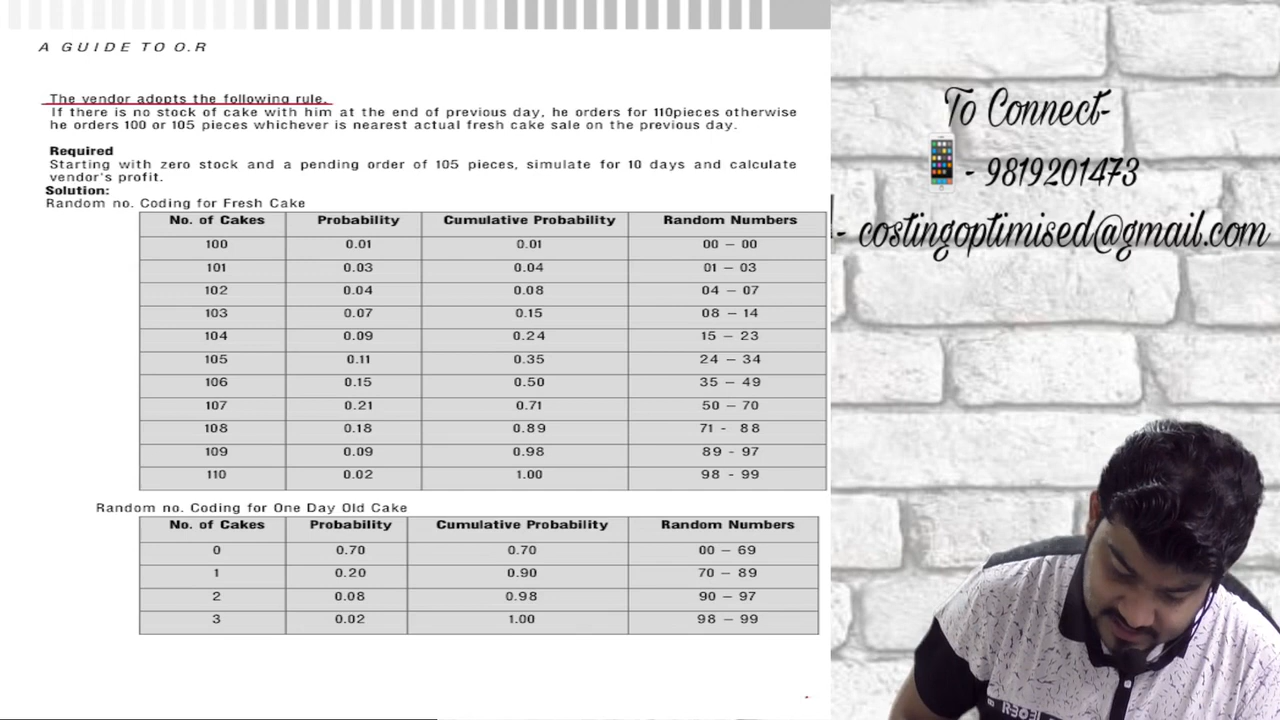 A GUIDE TO O.R
The vendor adopts the following rule.
If there is no stock of cake with him at the end of previous day, he orders for 110pieces otherwise
he orders 100 or 105 pieces whichever is nearest actual fresh cake sale on the previous day.
Required
Starting with zero stock and a pending order of 105 pieces, simulate for 10 days and calculate
vendor's profit.
Solution:
Random no. Coding for Fresh Cake
No. of Cakes Probability Cumulative Probability Random Numbers
100 0.01 0.01 00 – 00
101 0.03 0.04 01 – 03
102 0.04 0.08 04 – 07
103 0.07 0.15 08 – 14
104 0.09 0.24 15 – 23
105 0.11 0.35 24 – 34
106 0.15 0.50 35 – 49
107 0.21 0.71 50 – 70
108 0.18 0.89 71 - 88
109 0.09 0.98 89 - 97
110 0.02 1.00 98 - 99
Random no. Coding for One Day Old Cake
No. of Cakes Probability Cumulative Probability Random Numbers
0 0.70 0.70 00 – 69
1 0.20 0.90 70 – 89
2 0.08 0.98 90 – 97
3 0.02 1.00 98 – 99
To Connect-
- 9819201473
- costingoptimised@gmail.com